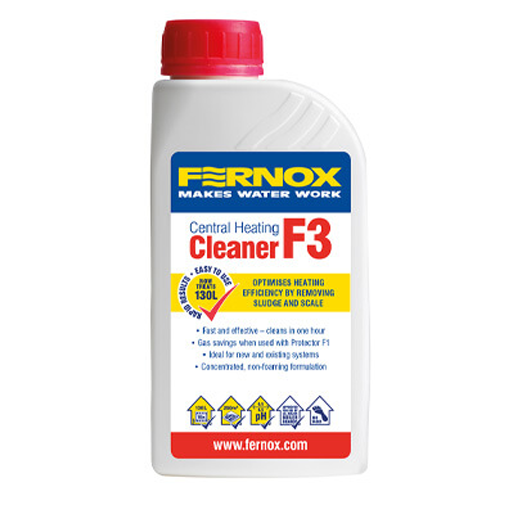 FERNOX
MAKES WATER WORK
Central Heating
Cleaner F3
RAPID RESULTS • EASY TO USE
NOW
TREATS
130L
OPTIMISES HEATING
EFFICIENCY BY REMOVING
SLUDGE AND SCALE
• Fast and effective – cleans in one hour
• Gas savings when used with Protector F1
• Ideal for new and existing systems
• Concentrated, non-foaming formulation
pH
www.fernox.com